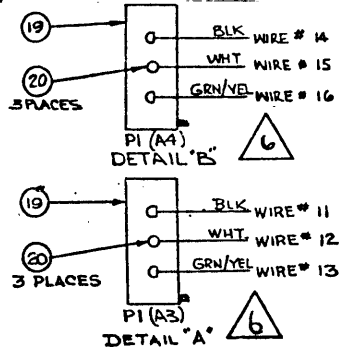 19
BLK WIRE # 14
20
WHT WIRE # 15
3 PLACES
GRN/YEL WIRE # 16
P1 (A4)
DETAIL "B"
6
19
BLK WIRE # 11
WHT WIRE # 12
20
3 PLACES
GRN/YEL WIRE # 13
P1 (A3)
DETAIL "A"
6